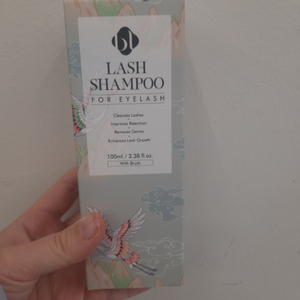 bl
LASH
SHAMPOO
FOR EYELASH
Cleanses Lashes
Improves Retention
Removes Germs
Enhances Lash Growth
100ml / 3.38 fl.oz
With Brush